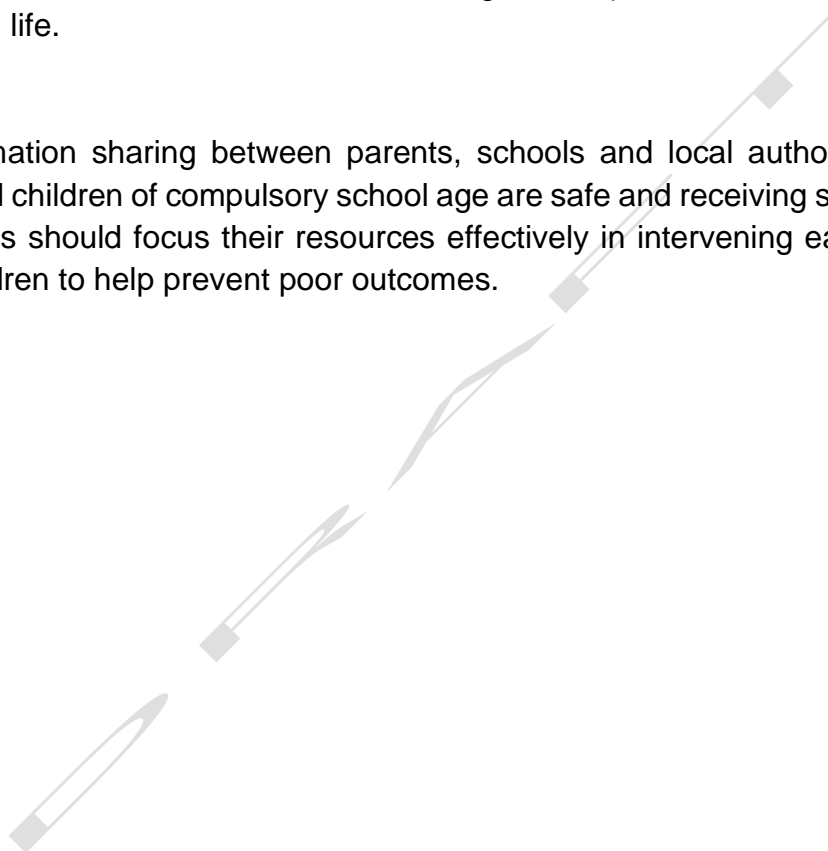 life.
mation sharing between parents, schools and local autho
children of compulsory school age are safe and receiving s
s should focus their resources effectively in intervening ea
dren to help prevent poor outcomes.